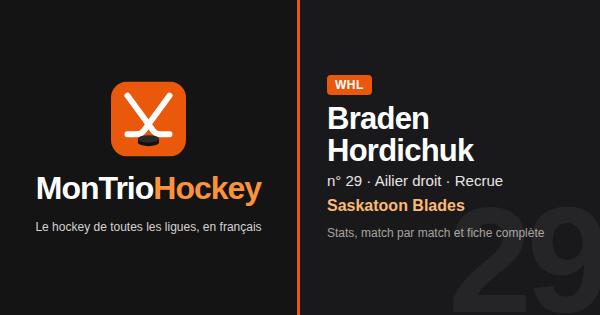 MonTrioHockey
Le hockey de toutes les ligues, en français
WHL
Braden
Hordichuk
n° 29 · Ailier droit · Recrue
Saskatoon Blades
Stats, match par match et fiche complète
29